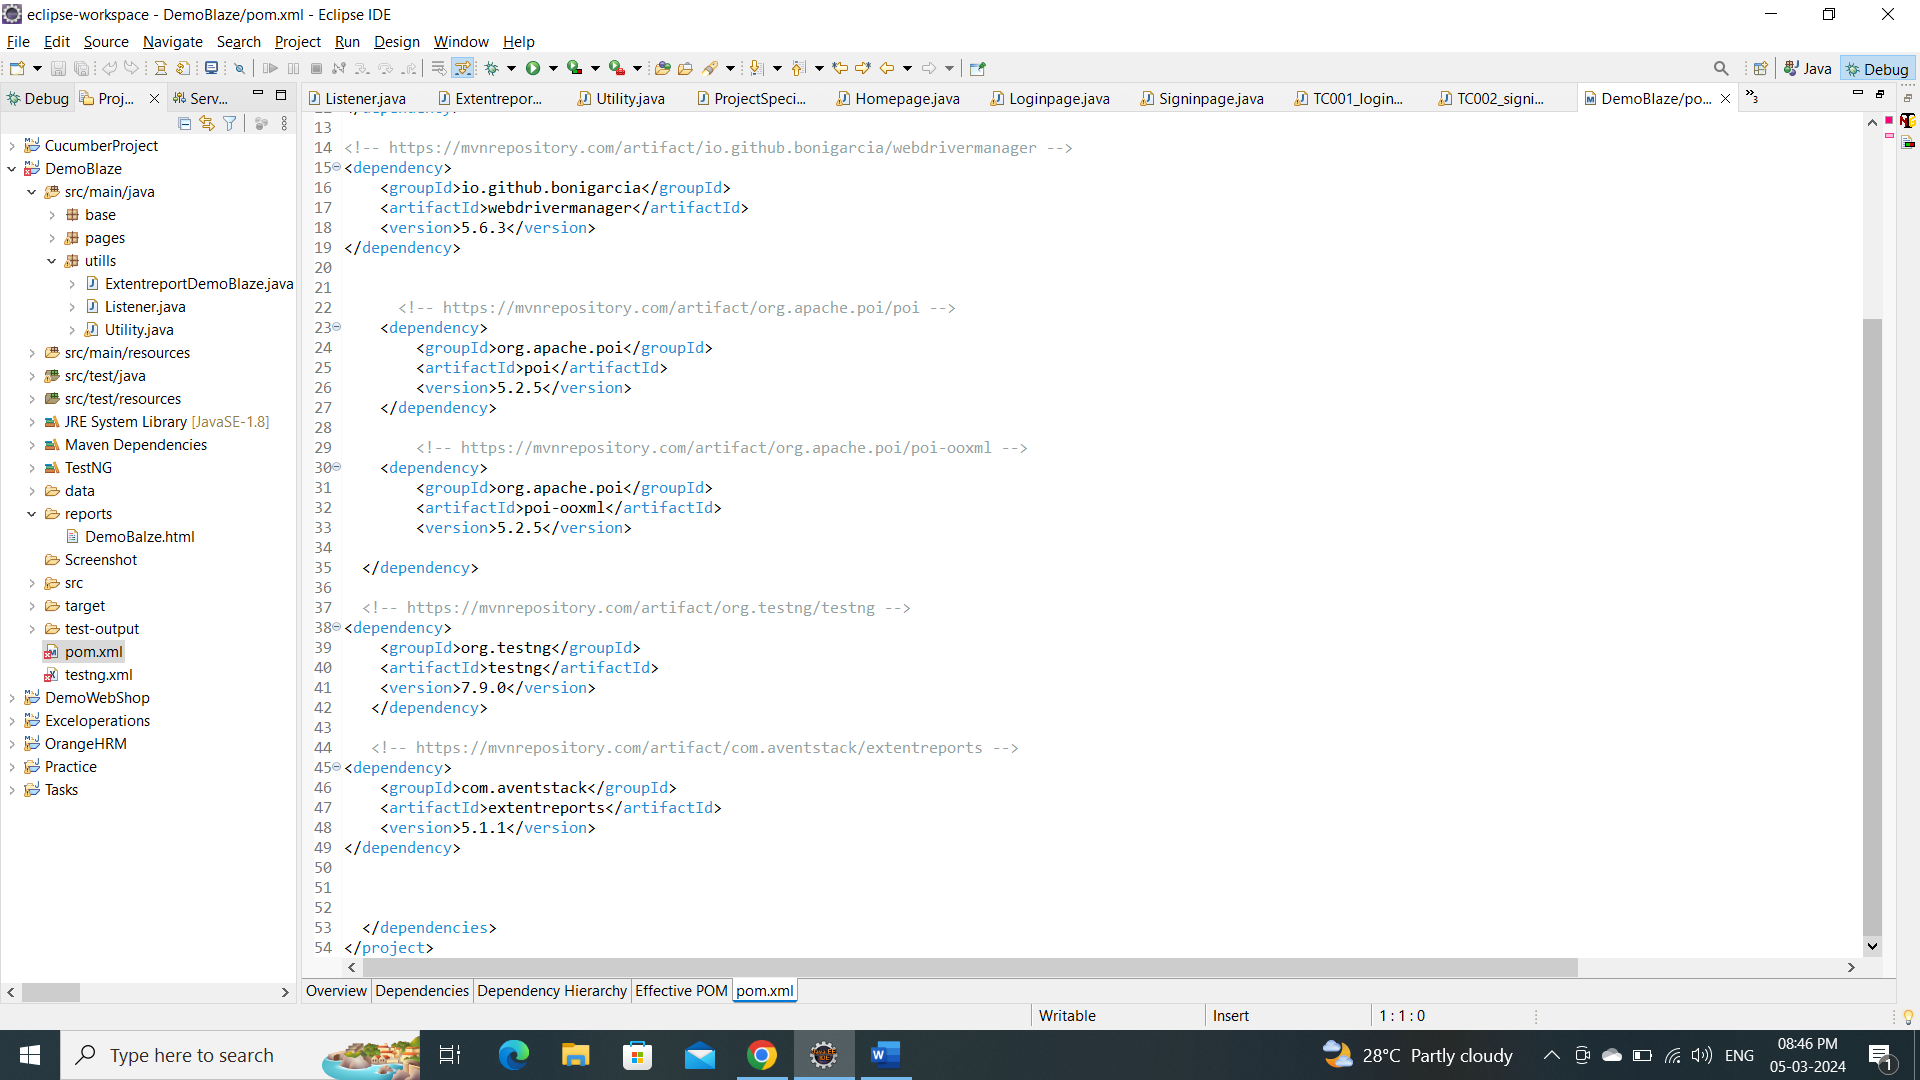 eclipse-workspace - DemoBlaze/pom.xml - Eclipse IDE
File Edit Source Navigate Search Project Run Design Window Help
Java Debug
Debug Proj... Serv...
Listener.java Extentrepor... Utility.java ProjectSpeci... Homepage.java Loginpage.java Signinpage.java TC001_login... TC002_signi... DemoBlaze/po... »3
CucumberProject
DemoBlaze
src/main/java
base
pages
utills
ExtentreportDemoBlaze.java
Listener.java
Utility.java
src/main/resources
src/test/java
src/test/resources
JRE System Library [JavaSE-1.8]
Maven Dependencies
TestNG
data
reports
DemoBalze.html
Screenshot
src
target
test-output
pom.xml
testng.xml
DemoWebShop
Exceloperations
OrangeHRM
Practice
Tasks
13
14 <!-- https://mvnrepository.com/artifact/io.github.bonigarcia/webdrivermanager -->
15 <dependency>
16 <groupId>io.github.bonigarcia</groupId>
17 <artifactId>webdrivermanager</artifactId>
18 <version>5.6.3</version>
19 </dependency>
20
21
22 <!-- https://mvnrepository.com/artifact/org.apache.poi/poi -->
23 <dependency>
24 <groupId>org.apache.poi</groupId>
25 <artifactId>poi</artifactId>
26 <version>5.2.5</version>
27 </dependency>
28
29 <!-- https://mvnrepository.com/artifact/org.apache.poi/poi-ooxml -->
30 <dependency>
31 <groupId>org.apache.poi</groupId>
32 <artifactId>poi-ooxml</artifactId>
33 <version>5.2.5</version>
34
35 </dependency>
36
37 <!-- https://mvnrepository.com/artifact/org.testng/testng -->
38 <dependency>
39 <groupId>org.testng</groupId>
40 <artifactId>testng</artifactId>
41 <version>7.9.0</version>
42 </dependency>
43
44 <!-- https://mvnrepository.com/artifact/com.aventstack/extentreports -->
45 <dependency>
46 <groupId>com.aventstack</groupId>
47 <artifactId>extentreports</artifactId>
48 <version>5.1.1</version>
49 </dependency>
50
51
52
53 </dependencies>
54 </project>
Overview Dependencies Dependency Hierarchy Effective POM pom.xml
Writable Insert 1 : 1 : 0
Type here to search
28°C Partly cloudy
ENG
08:46 PM
05-03-2024
1